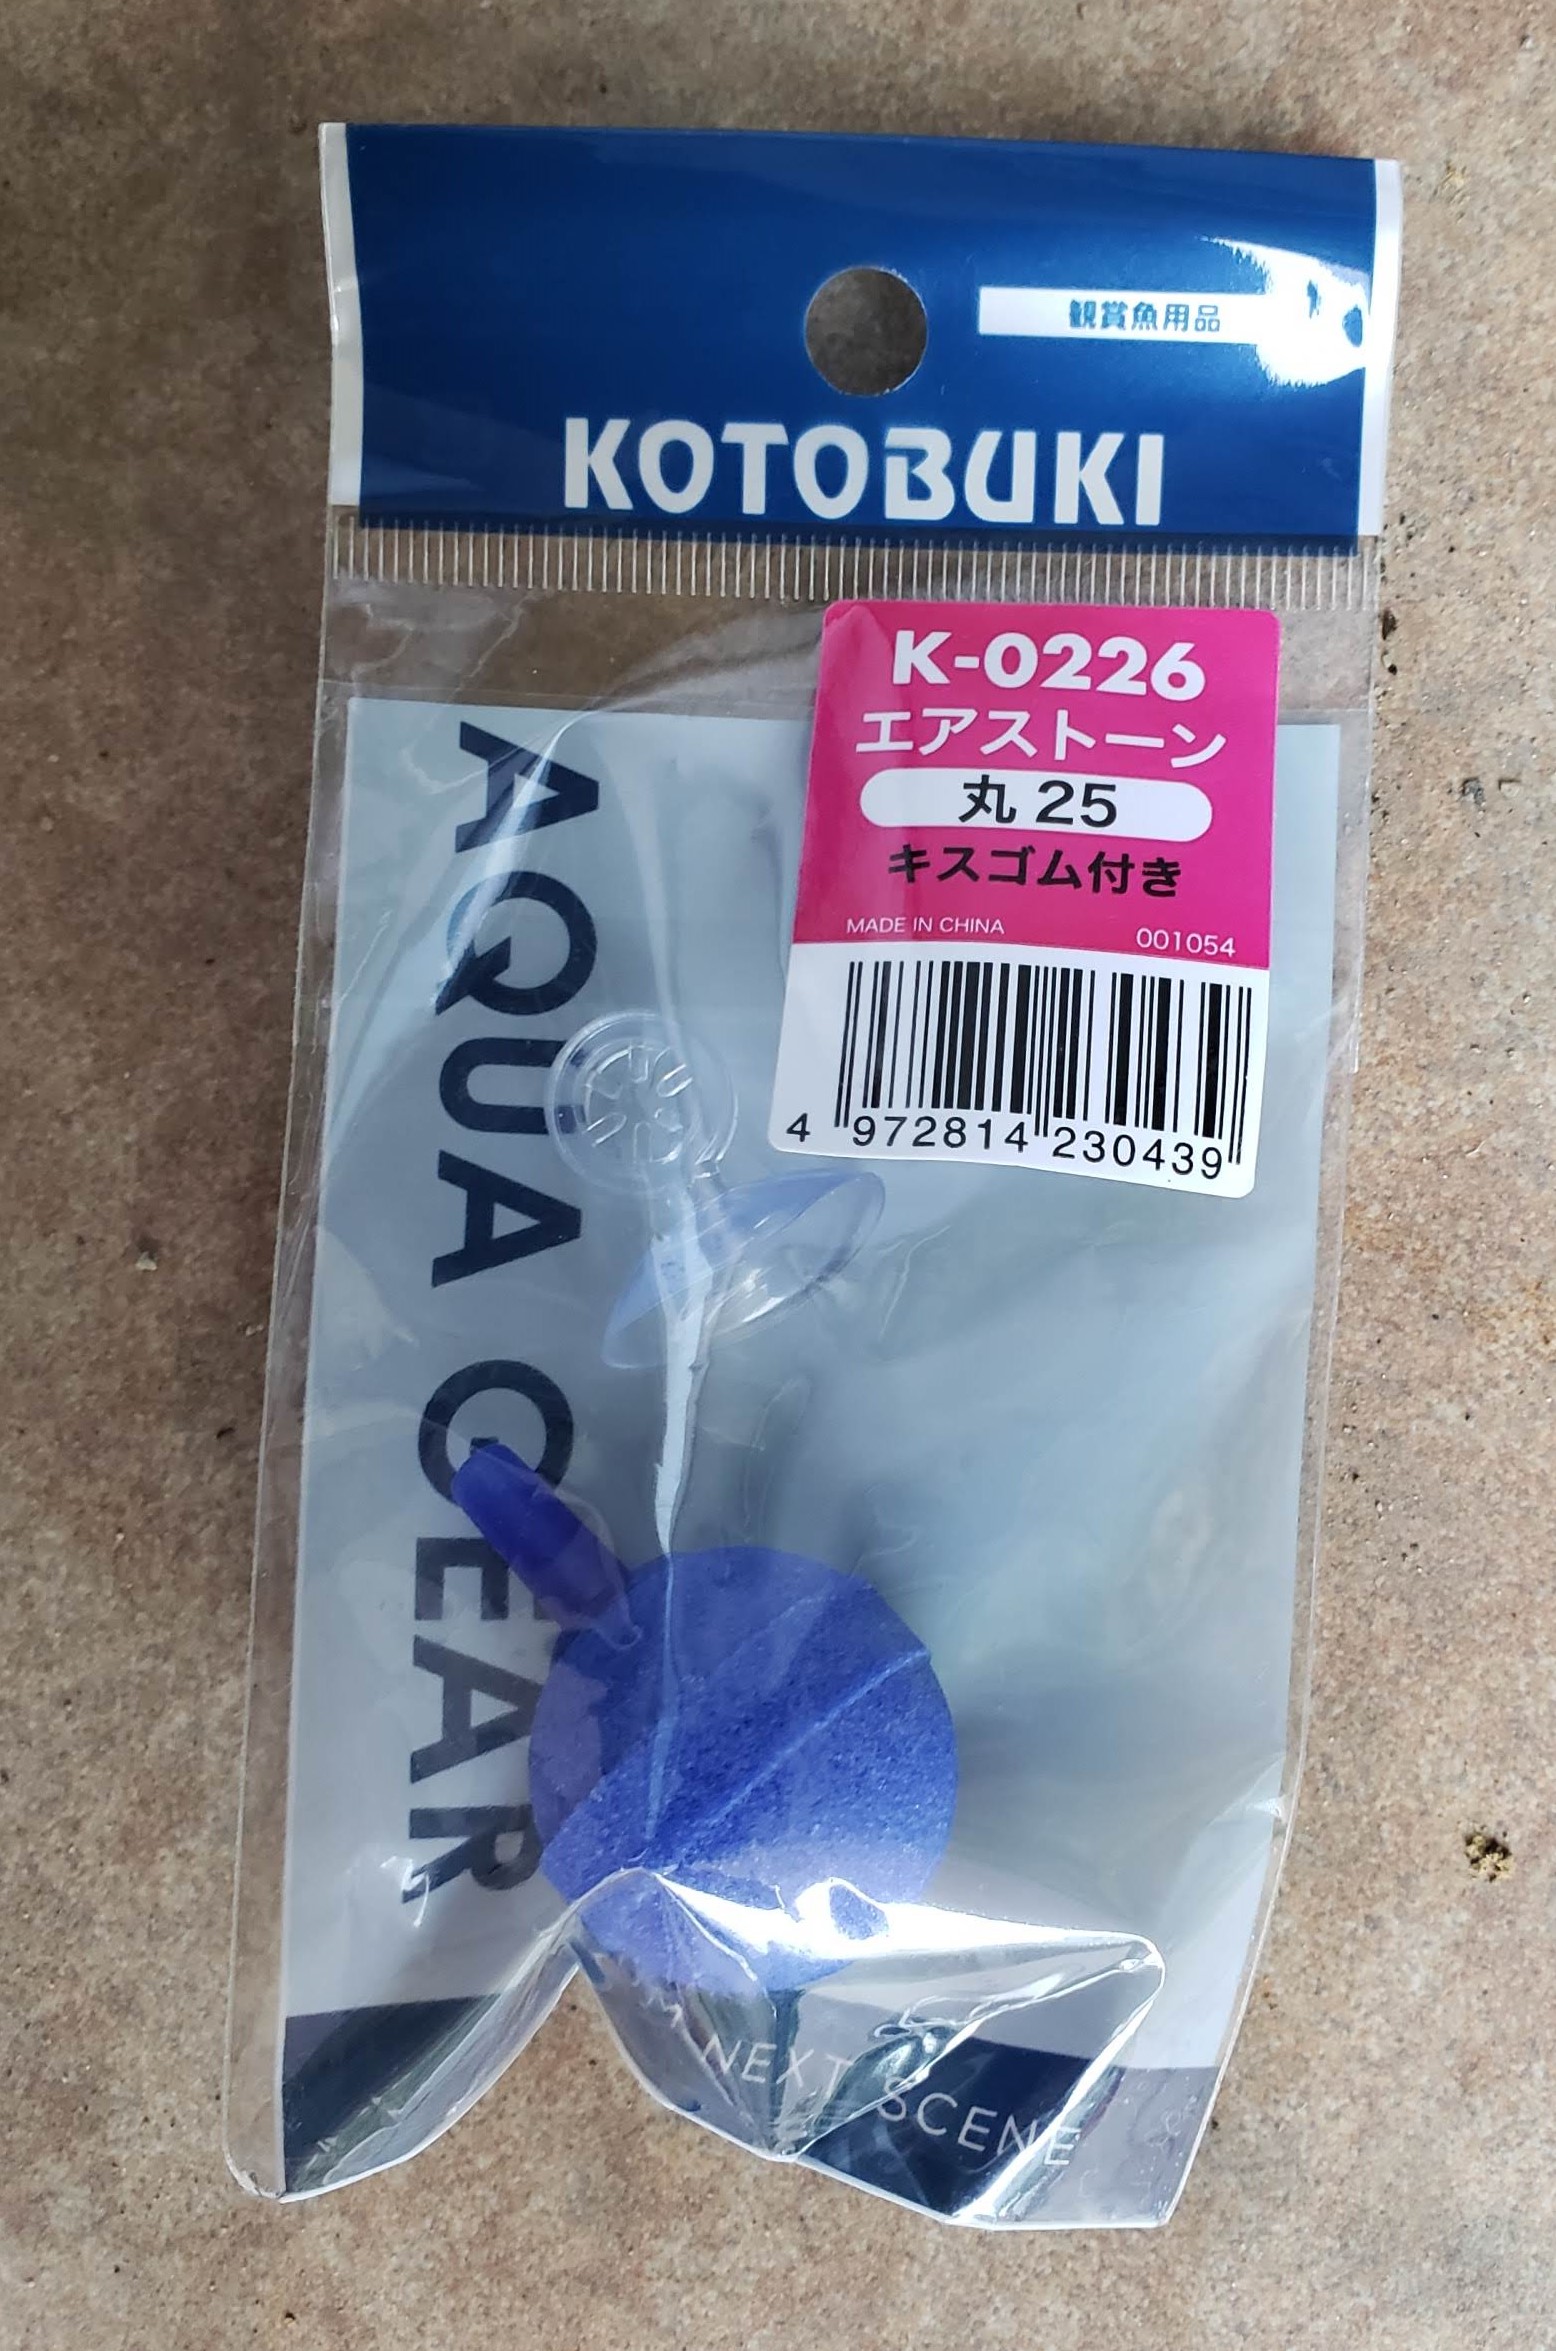 観賞魚用品
KOTOBUKI
K-0226
エアストーン
丸 25
キスゴム付き
MADE IN CHINA
001054
4 972814 230439
AQUA GEAR
NEXT SCENE